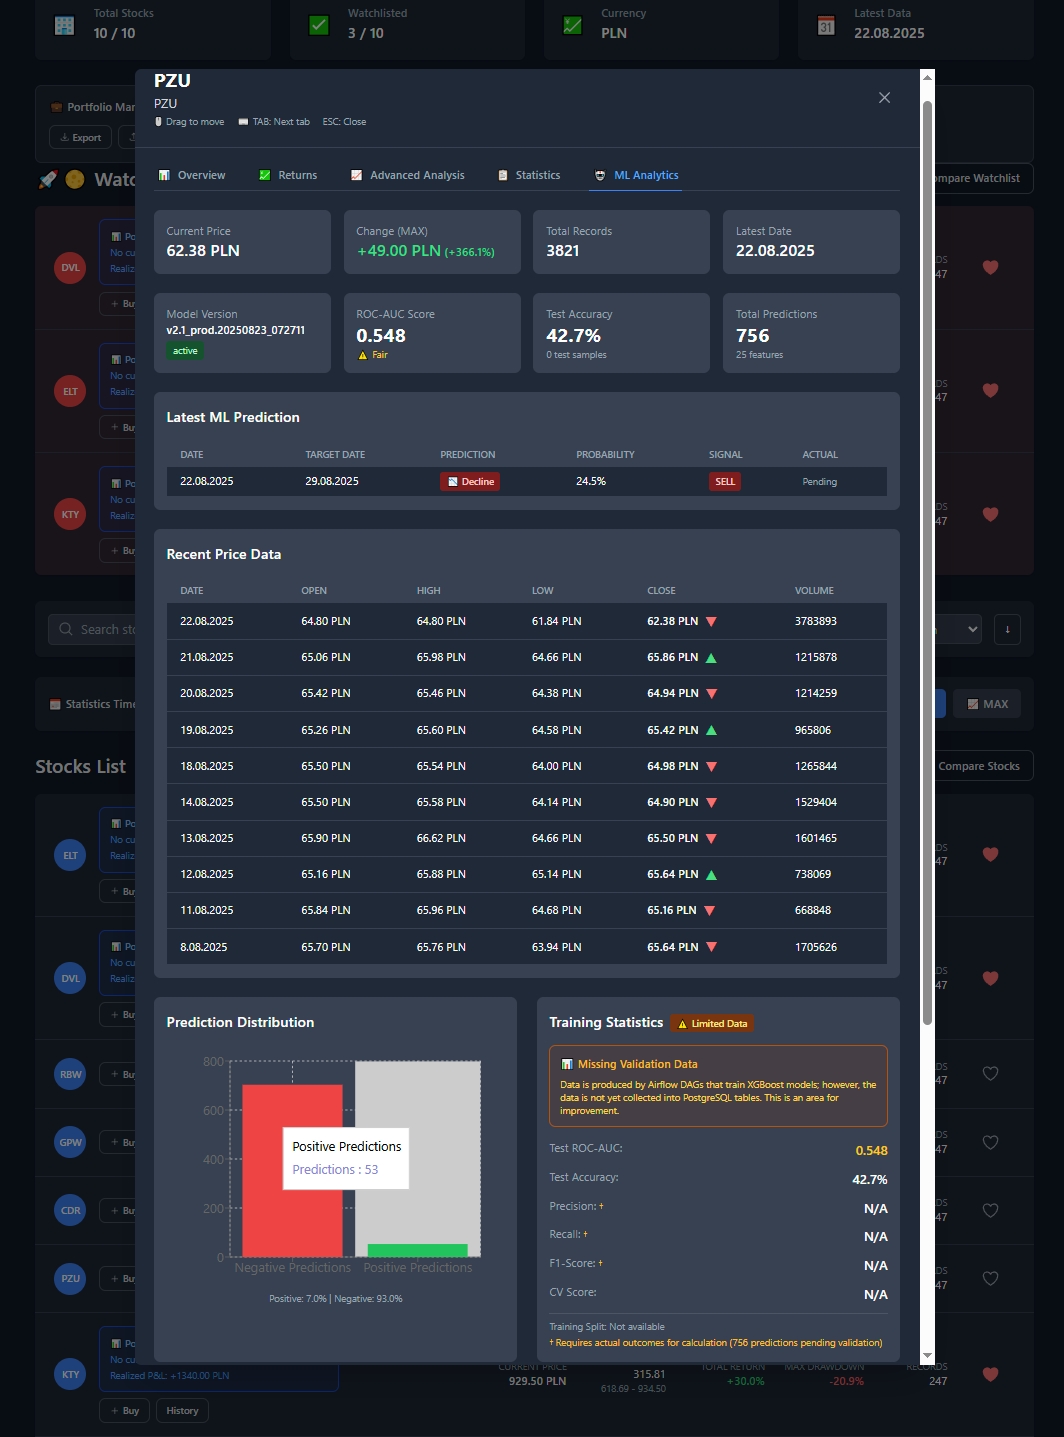 Total Stocks
10 / 10
Watchlisted
3 / 10
Currency
PLN
Latest Data
22.08.2025
Portfolio
Export
Compare Watchlist
PZU
PZU
Drag to move TAB: Next tab ESC: Close
Overview Returns Advanced Analysis Statistics ML Analytics
Current Price
62.38 PLN
Change (MAX)
+49.00 PLN (+366.1%)
Total Records
3821
Latest Date
22.08.2025
Model Version
v2.1_prod.20250823_072711
active
ROC-AUC Score
0.548
Fair
Test Accuracy
42.7%
0 test samples
Total Predictions
756
25 features
Latest ML Prediction
DATE TARGET DATE PREDICTION PROBABILITY SIGNAL ACTUAL
22.08.2025 29.08.2025 Decline 24.5% SELL Pending
Recent Price Data
DATE OPEN HIGH LOW CLOSE VOLUME
22.08.2025 64.80 PLN 64.80 PLN 61.84 PLN 62.38 PLN 3783893
21.08.2025 65.06 PLN 65.98 PLN 64.66 PLN 65.86 PLN 1215878
20.08.2025 65.42 PLN 65.46 PLN 64.38 PLN 64.94 PLN 1214259
19.08.2025 65.26 PLN 65.60 PLN 64.58 PLN 65.42 PLN 965806
18.08.2025 65.50 PLN 65.54 PLN 64.00 PLN 64.98 PLN 1265844
14.08.2025 65.50 PLN 65.58 PLN 64.14 PLN 64.90 PLN 1529404
13.08.2025 65.90 PLN 66.62 PLN 64.66 PLN 65.50 PLN 1601465
12.08.2025 65.16 PLN 65.88 PLN 65.14 PLN 65.64 PLN 738069
11.08.2025 65.84 PLN 65.96 PLN 64.68 PLN 65.16 PLN 668848
8.08.2025 65.70 PLN 65.76 PLN 63.94 PLN 65.64 PLN 1705626
Prediction Distribution
800
600
400
200
0
Positive Predictions
Predictions : 53
Negative Predictions Positive Predictions
Positive: 7.0% | Negative: 93.0%
Training Statistics Limited Data
Missing Validation Data
Data is produced by Airflow DAGs that train XGBoost models; however, the
data is not yet collected into PostgreSQL tables. This is an area for
improvement.
Test ROC-AUC: 0.548
Test Accuracy: 42.7%
Precision: † N/A
Recall: † N/A
F1-Score: † N/A
CV Score: N/A
Training Split: Not available
† Requires actual outcomes for calculation (756 predictions pending validation)
DVL
47
ELT
47
KTY
47
Search
MAX
Statistics
Stocks List
Compare Stocks
ELT
47
DVL
47
RBW
47
GPW
47
CDR
47
PZU
47
KTY
Realized P&L: +1340.00 PLN
+ Buy History
CURRENT PRICE
929.50 PLN
315.81
618.69 - 934.50
TOTAL RETURN
+30.0%
MAX DRAWDOWN
-20.9%
RECORDS
247